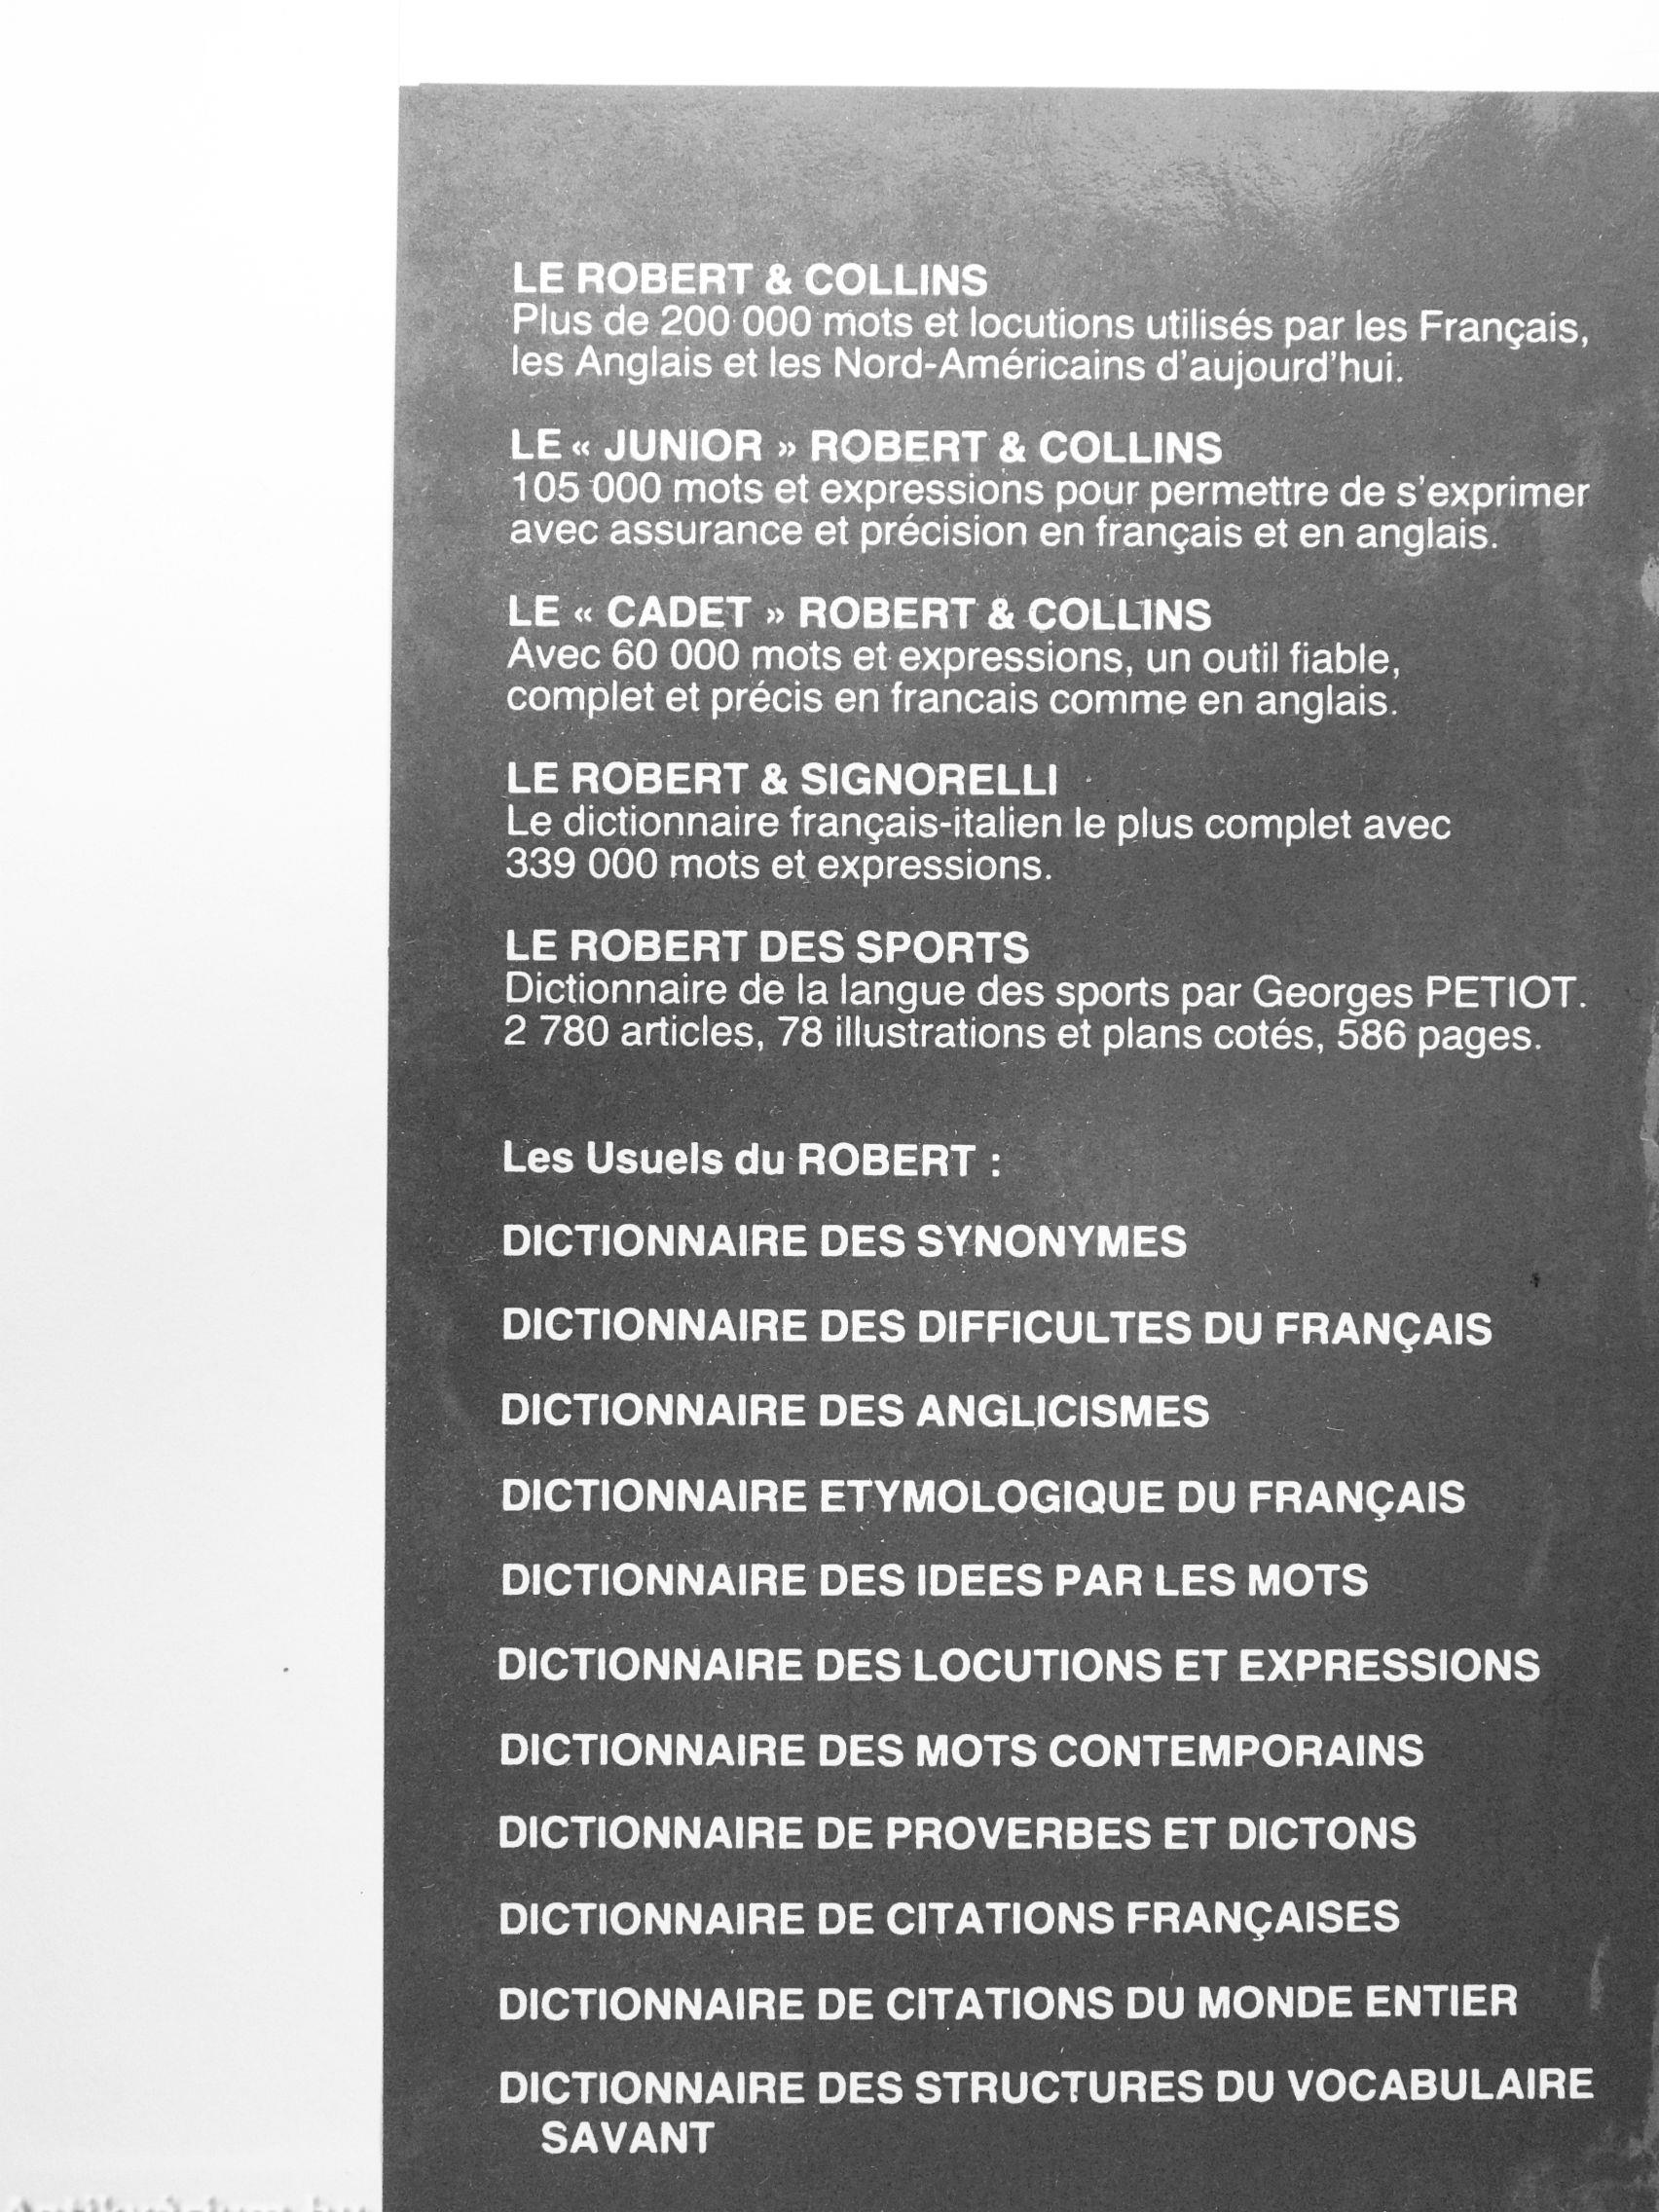 LE ROBERT & COLLINS
Plus de 200 000 mots et locutions utilisés par les Français,
les Anglais et les Nord-Américains d'aujourd'hui.
LE « JUNIOR » ROBERT & COLLINS
105 000 mots et expressions pour permettre de s'exprimer
avec assurance et précision en français et en anglais.
LE « CADET » ROBERT & COLLINS
Avec 60 000 mots et expressions, un outil fiable,
complet et précis en francais comme en anglais.
LE ROBERT & SIGNORELLI
Le dictionnaire français-italien le plus complet avec
339 000 mots et expressions.
LE ROBERT DES SPORTS
Dictionnaire de la langue des sports par Georges PETIOT.
2 780 articles, 78 illustrations et plans cotés, 586 pages.
Les Usuels du ROBERT :
DICTIONNAIRE DES SYNONYMES
DICTIONNAIRE DES DIFFICULTES DU FRANÇAIS
DICTIONNAIRE DES ANGLICISMES
DICTIONNAIRE ETYMOLOGIQUE DU FRANÇAIS
DICTIONNAIRE DES IDEES PAR LES MOTS
DICTIONNAIRE DES LOCUTIONS ET EXPRESSIONS
DICTIONNAIRE DES MOTS CONTEMPORAINS
DICTIONNAIRE DE PROVERBES ET DICTONS
DICTIONNAIRE DE CITATIONS FRANÇAISES
DICTIONNAIRE DE CITATIONS DU MONDE ENTIER
DICTIONNAIRE DES STRUCTURES DU VOCABULAIRE
SAVANT